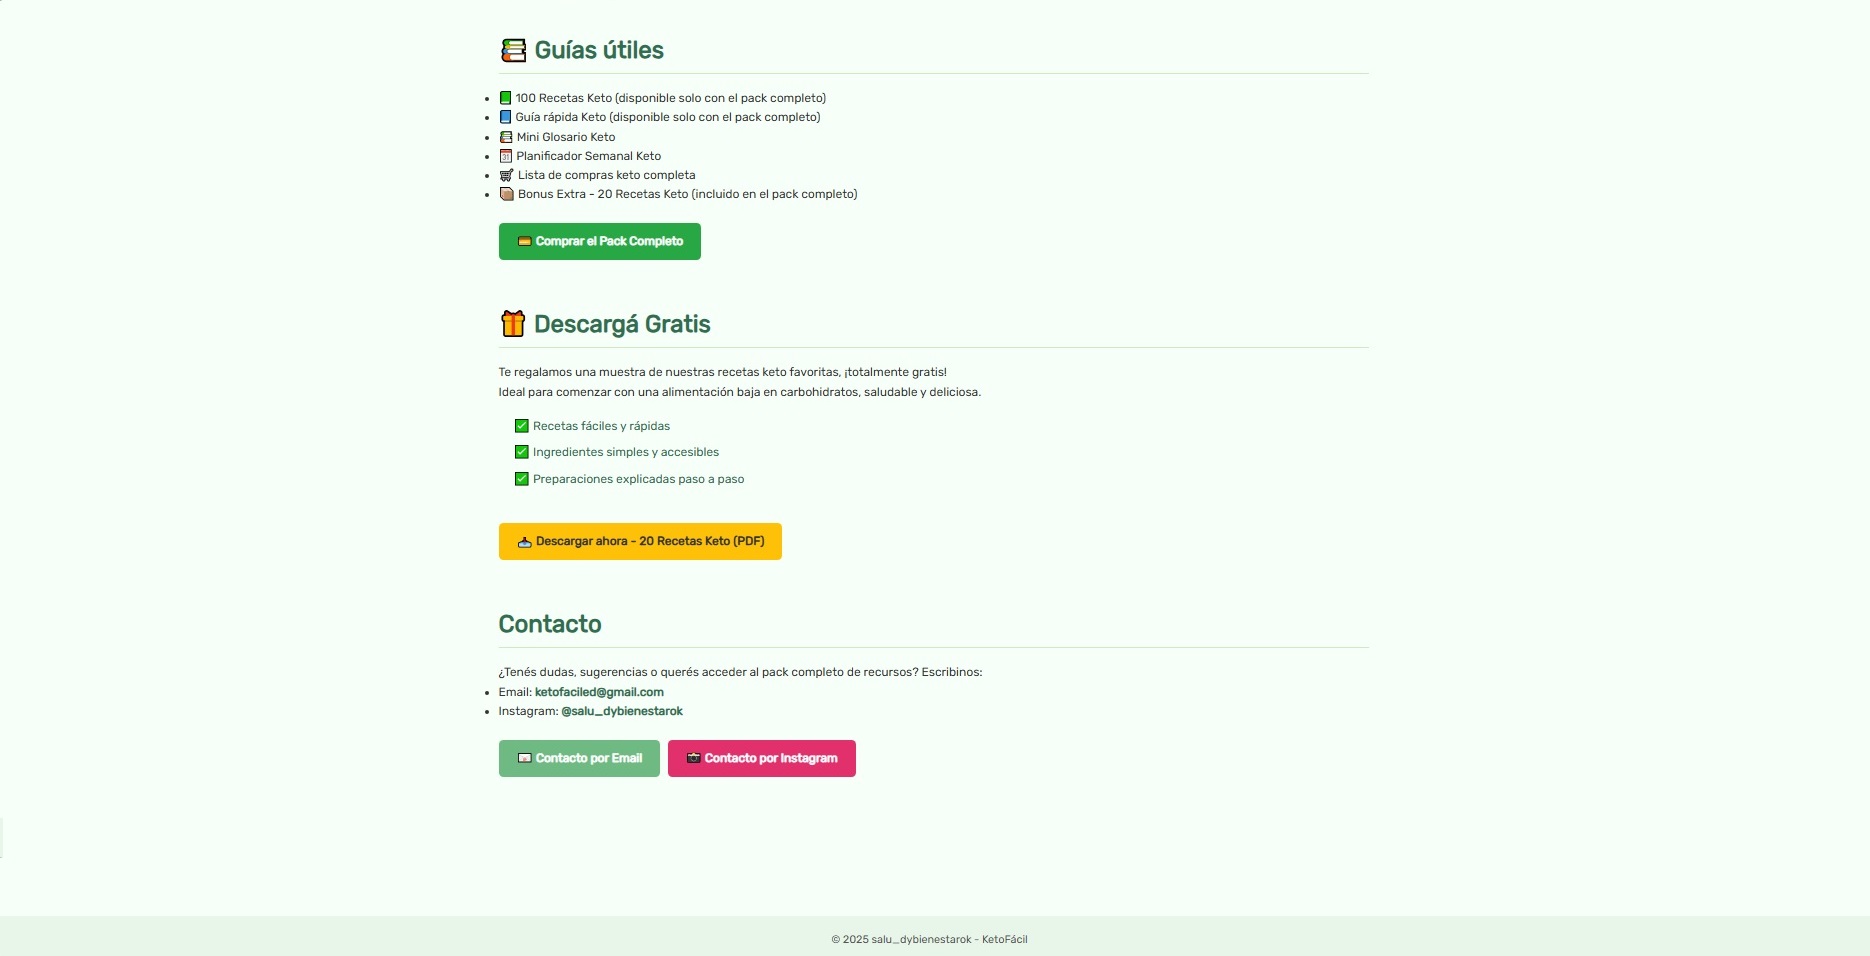 Guías útiles
100 Recetas Keto (disponible solo con el pack completo)
Guía rápida Keto (disponible solo con el pack completo)
Mini Glosario Keto
Planificador Semanal Keto
Lista de compras keto completa
Bonus Extra - 20 Recetas Keto (incluido en el pack completo)
Comprar el Pack Completo
Descargá Gratis
Te regalamos una muestra de nuestras recetas keto favoritas, ¡totalmente gratis!
Ideal para comenzar con una alimentación baja en carbohidratos, saludable y deliciosa.
Recetas fáciles y rápidas
Ingredientes simples y accesibles
Preparaciones explicadas paso a paso
Descargar ahora - 20 Recetas Keto (PDF)
Contacto
¿Tenés dudas, sugerencias o querés acceder al pack completo de recursos? Escribinos:
Email: ketofaciled@gmail.com
Instagram: @salu_dybienestarok
Contacto por Email
Contacto por Instagram
© 2025 salu_dybienestarok - KetoFácil